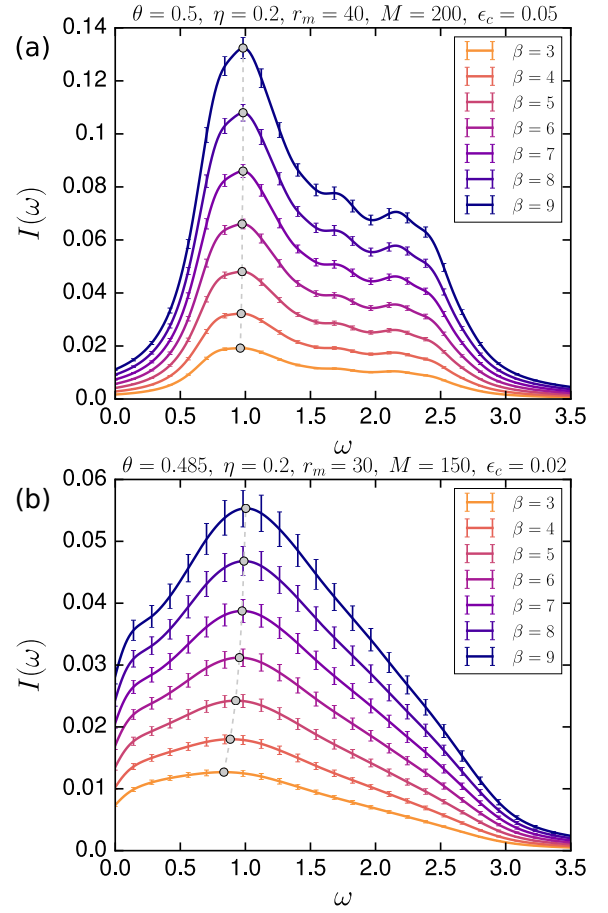 θ = 0.5, η = 0.2, r_m = 40, M = 200, ϵ_c = 0.05
(a)
0.14
0.12
0.1
0.08
0.06
0.04
0.02
0.0
I(ω)
β = 3
β = 4
β = 5
β = 6
β = 7
β = 8
β = 9
0.0 0.5 1.0 1.5 2.0 2.5 3.0 3.5
ω
θ = 0.485, η = 0.2, r_m = 30, M = 150, ϵ_c = 0.02
(b)
0.06
0.05
0.04
0.03
0.02
0.01
0.0
I(ω)
β = 3
β = 4
β = 5
β = 6
β = 7
β = 8
β = 9
0.0 0.5 1.0 1.5 2.0 2.5 3.0 3.5
ω